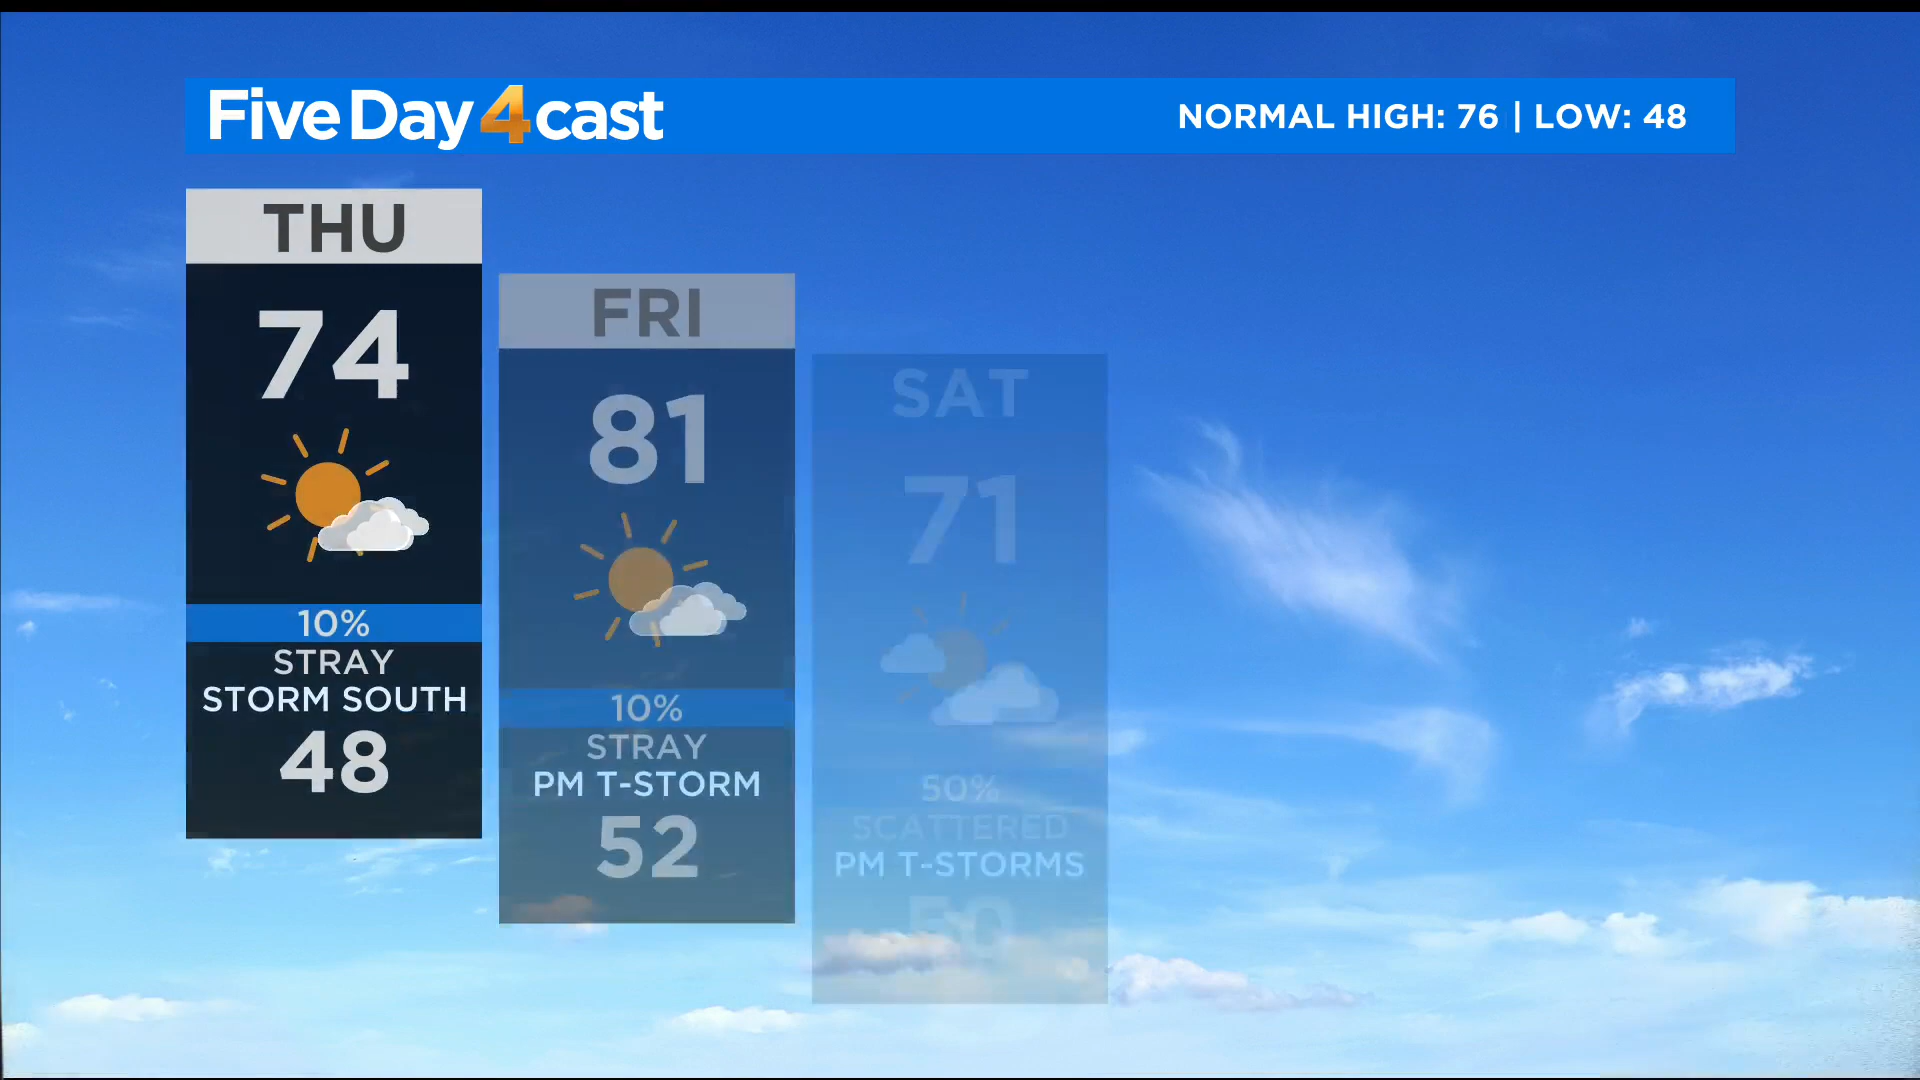 Five Day 4cast
NORMAL HIGH: 76 | LOW: 48
THU
74
10%
STRAY
STORM SOUTH
48
FRI
81
10%
STRAY
PM T-STORM
52
SAT
71
50%
SCATTERED
PM T-STORMS
50